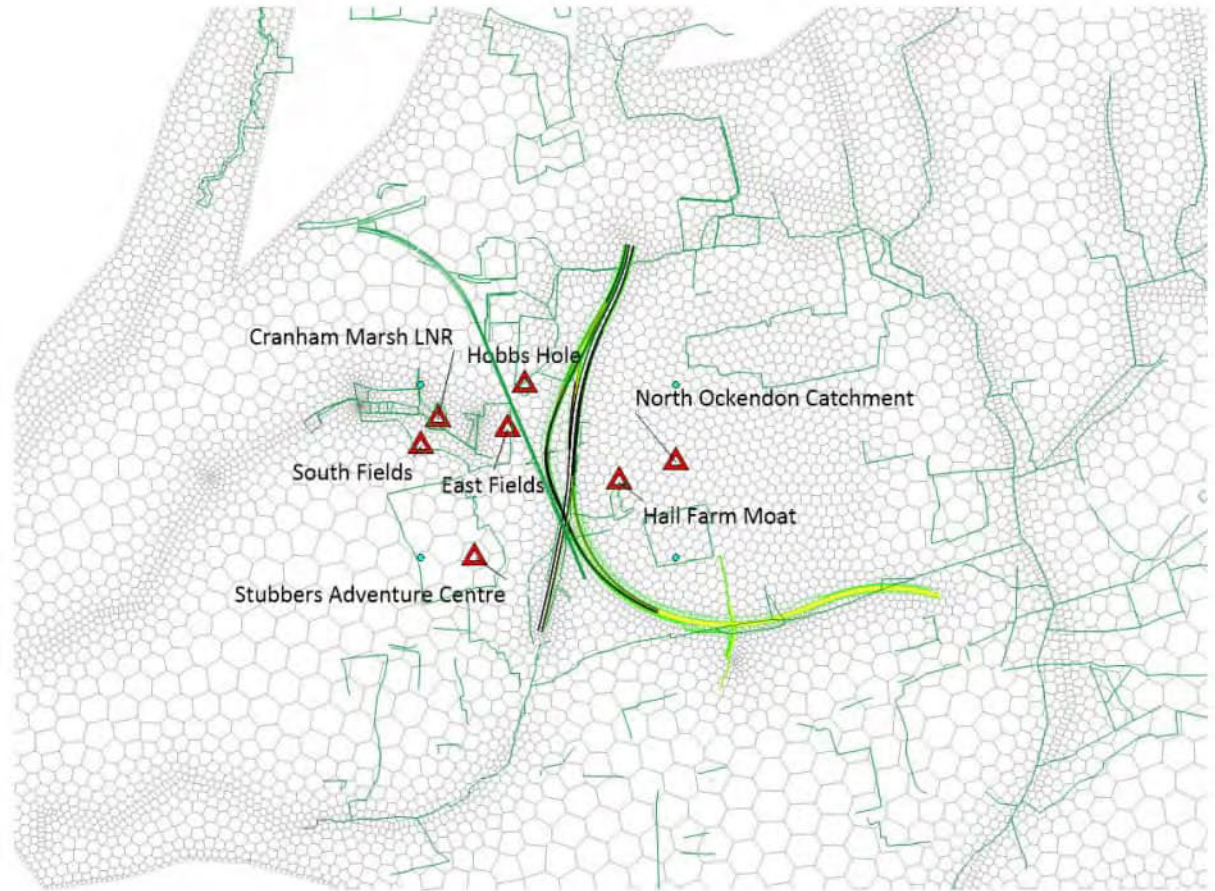 Cranham Marsh LNR
Hobbs Hole
North Ockendon Catchment
South Fields
East Fields
Hall Farm Moat
Stubbers Adventure Centre